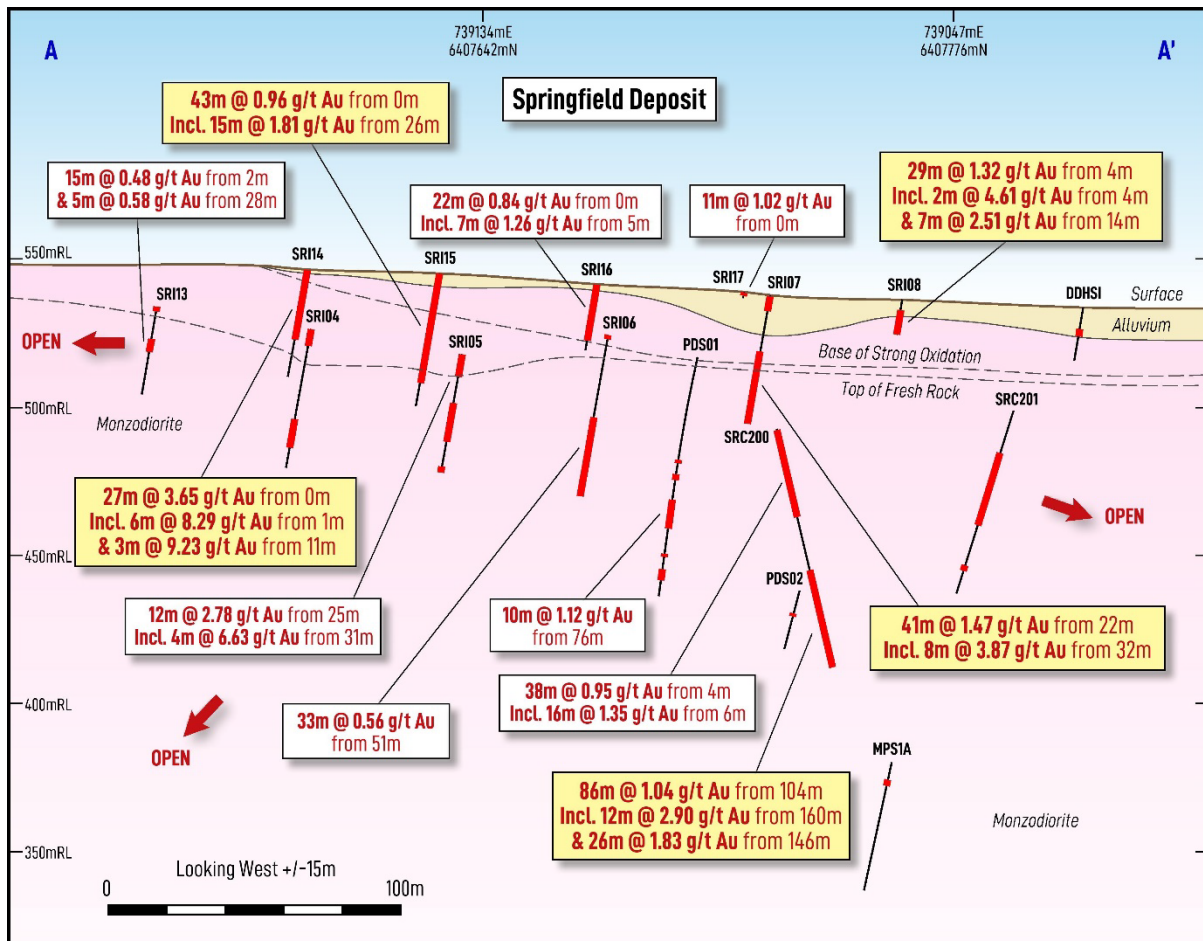 739134mE
6407642mN
739047mE
6407776mN
A
A'
Springfield Deposit
43m @ 0.96 g/t Au from 0m
Incl. 15m @ 1.81 g/t Au from 26m
15m @ 0.48 g/t Au from 2m
& 5m @ 0.58 g/t Au from 28m
22m @ 0.84 g/t Au from 0m
Incl. 7m @ 1.26 g/t Au from 5m
11m @ 1.02 g/t Au
from 0m
29m @ 1.32 g/t Au from 4m
Incl. 2m @ 4.61 g/t Au from 4m
& 7m @ 2.51 g/t Au from 14m
550mRL
SRI14
SRI15
SRI16
SRI17
SRI07
SRI08
DDHSI
Surface
SRI13
SRI04
SRI05
SRI06
PDS01
Alluvium
OPEN
Base of Strong Oxidation
Top of Fresh Rock
500mRL
Monzodiorite
SRC200
SRC201
27m @ 3.65 g/t Au from 0m
Incl. 6m @ 8.29 g/t Au from 1m
& 3m @ 9.23 g/t Au from 11m
OPEN
450mRL
PDS02
12m @ 2.78 g/t Au from 25m
Incl. 4m @ 6.63 g/t Au from 31m
10m @ 1.12 g/t Au
from 76m
41m @ 1.47 g/t Au from 22m
Incl. 8m @ 3.87 g/t Au from 32m
38m @ 0.95 g/t Au from 4m
Incl. 16m @ 1.35 g/t Au from 6m
400mRL
33m @ 0.56 g/t Au
from 51m
OPEN
MPS1A
86m @ 1.04 g/t Au from 104m
Incl. 12m @ 2.90 g/t Au from 160m
& 26m @ 1.83 g/t Au from 146m
Monzodiorite
350mRL
Looking West +/-15m
0
100m